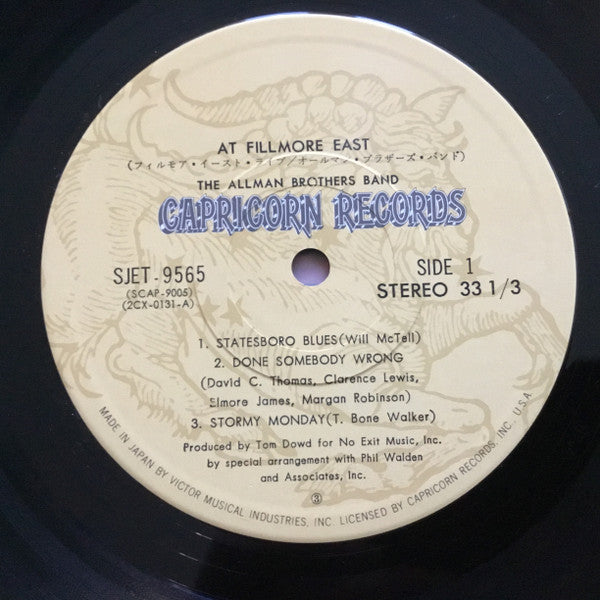 AT FILLMORE EAST
(フィルモア・イースト・ライブ/オールマン・ブラザーズ・バンド)
THE ALLMAN BROTHERS BAND
CAPRICORN RECORDS
SJET-9565
(SCAP-9005)
(2CX-0131-A)
SIDE 1
STEREO 33 1/3
1. STATESBORO BLUES(Will McTell)
2. DONE SOMEBODY WRONG
(David C. Thomas, Clarence Lewis,
Elmore James, Margan Robinson)
3. STORMY MONDAY(T. Bone Walker)
Produced by Tom Dowd for No Exit Music, Inc.
by special arrangement with Phil Walden
and Associates, Inc.
③
MADE IN JAPAN BY VICTOR MUSICAL INDUSTRIES, INC. LICENSED BY CAPRICORN RECORDS, INC. U.S.A